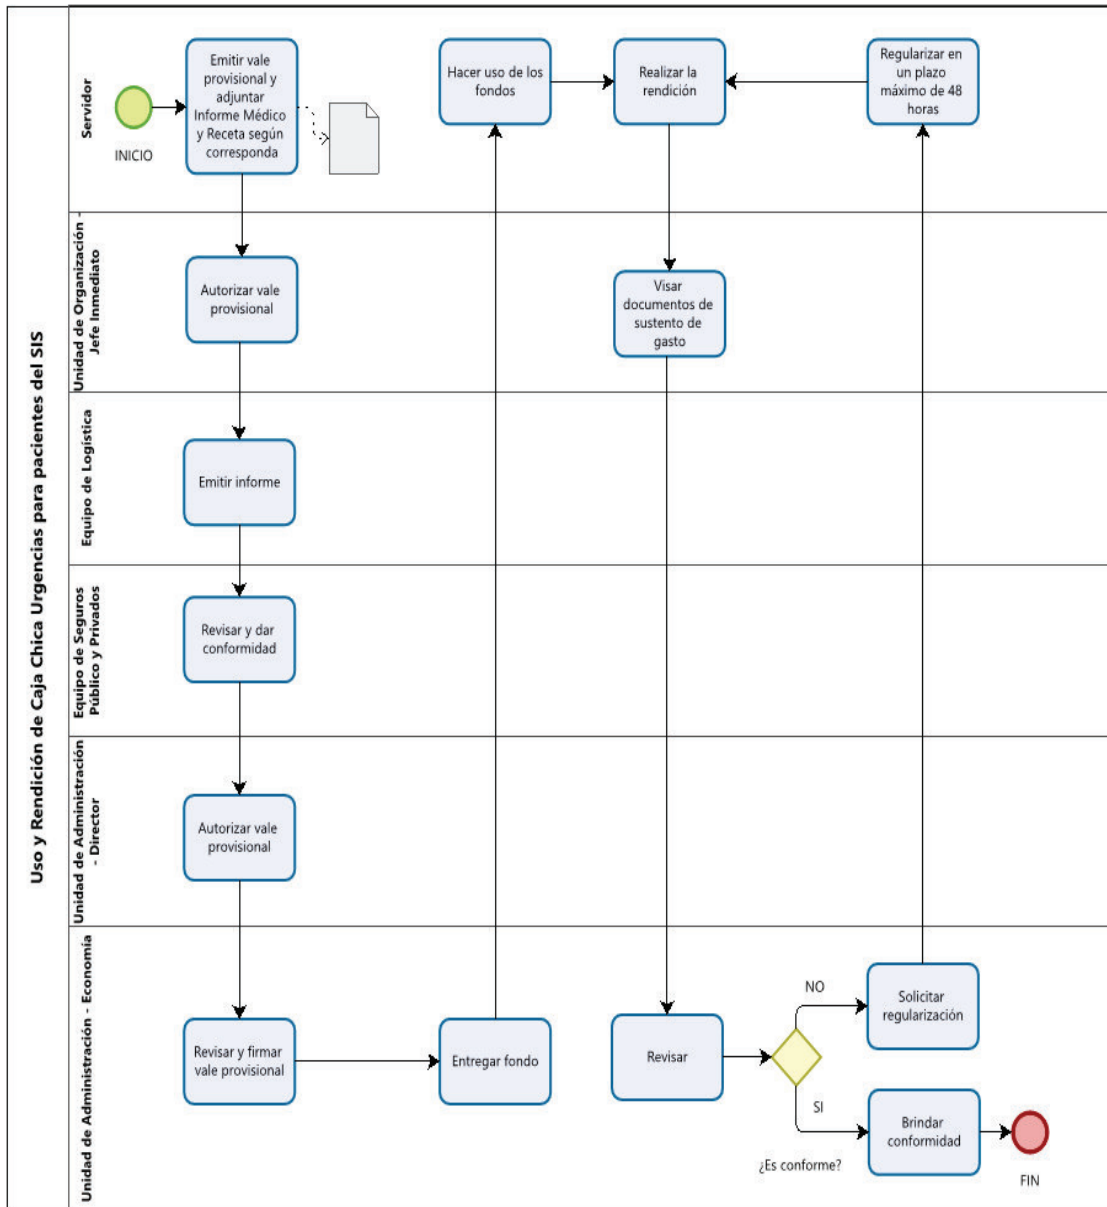 Uso y Rendición de Caja Chica Urgencias para pacientes del SIS
Servidor
INICIO
Emitir vale
provisional y
adjuntar
Informe Médico
y Receta según
corresponda
Hacer uso de los
fondos
Realizar la
rendición
Regularizar en
un plazo
máximo de 48
horas
Unidad de Organización -
Jefe Inmediato
Autorizar vale
provisional
Visar
documentos de
sustento de
gasto
Equipo de Logística
Emitir informe
Equipo de Seguros
Público y Privados
Revisar y dar
conformidad
Unidad de Administración
- Director
Autorizar vale
provisional
Unidad de Administración - Economía
Revisar y firmar
vale provisional
Entregar fondo
Revisar
NO
Solicitar
regularización
SI
¿Es conforme?
Brindar
conformidad
FIN